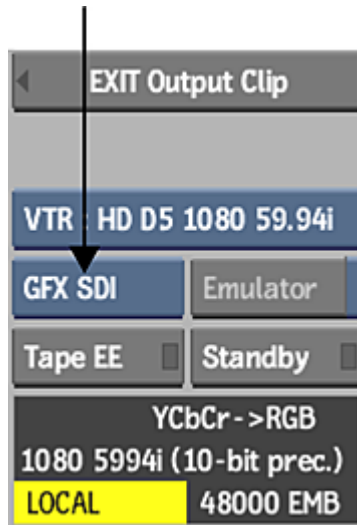 EXIT Output Clip
VTR : HD D5 1080 59.94i
GFX SDI Emulator
Tape EE Standby
YCbCr->RGB
1080 5994i (10-bit prec.)
LOCAL 48000 EMB